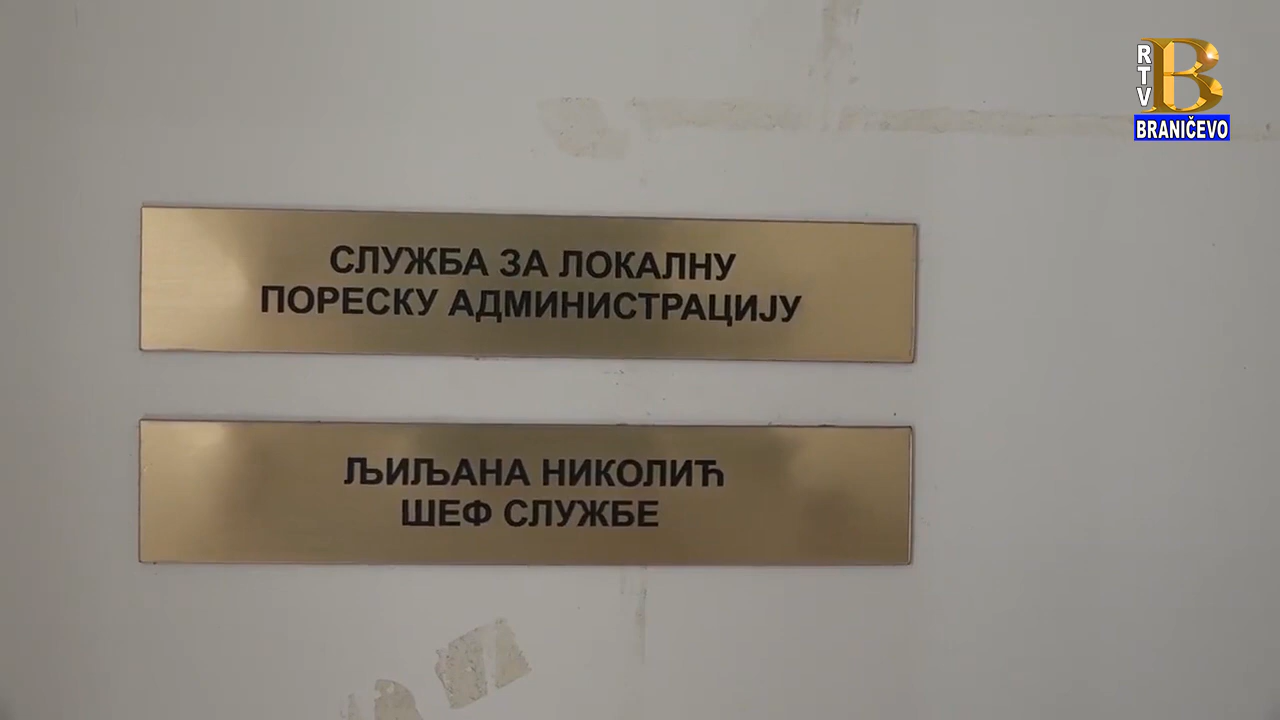 RTV
B
BRANIČEVO
СЛУЖБА ЗА ЛОКАЛНУ
ПОРЕСКУ АДМИНИСТРАЦИЈУ
ЉИЉАНА НИКОЛИЋ
ШЕФ СЛУЖБЕ